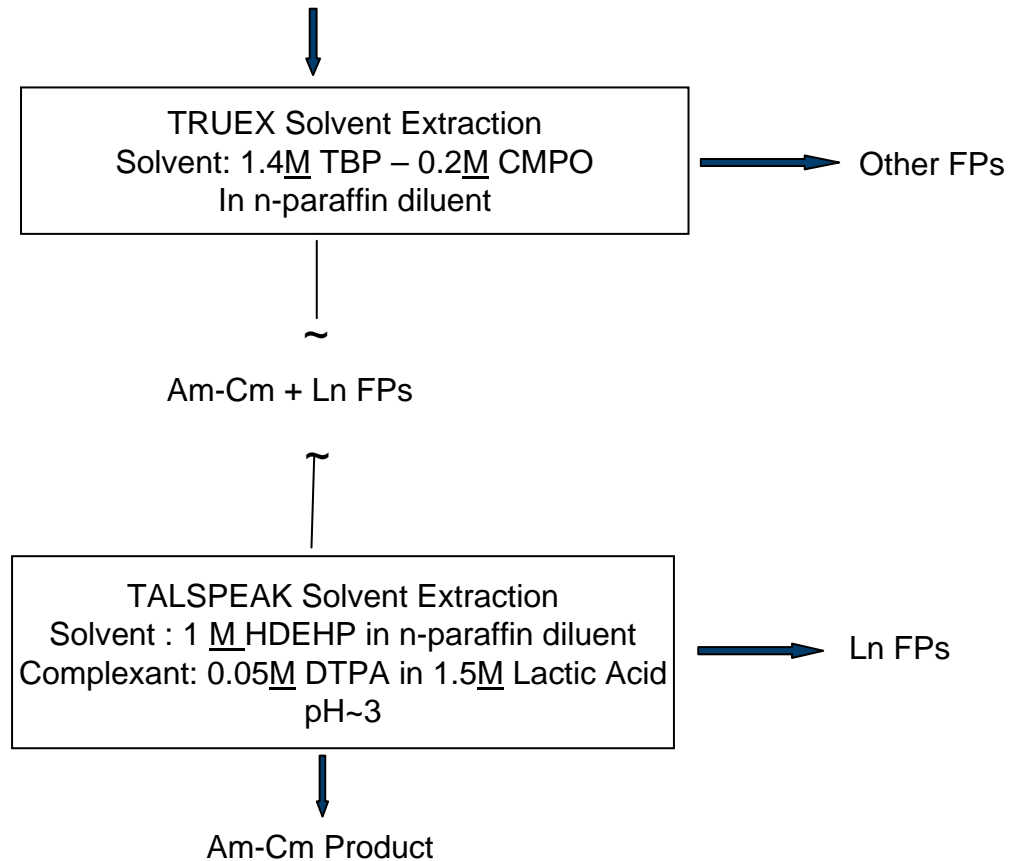 TRUEX Solvent Extraction
Solvent: 1.4M TBP – 0.2M CMPO
In n-paraffin diluent
Other FPs
~
Am-Cm + Ln FPs
~
TALSPEAK Solvent Extraction
Solvent : 1 M HDEHP in n-paraffin diluent
Complexant: 0.05M DTPA in 1.5M Lactic Acid
pH~3
Ln FPs
Am-Cm Product